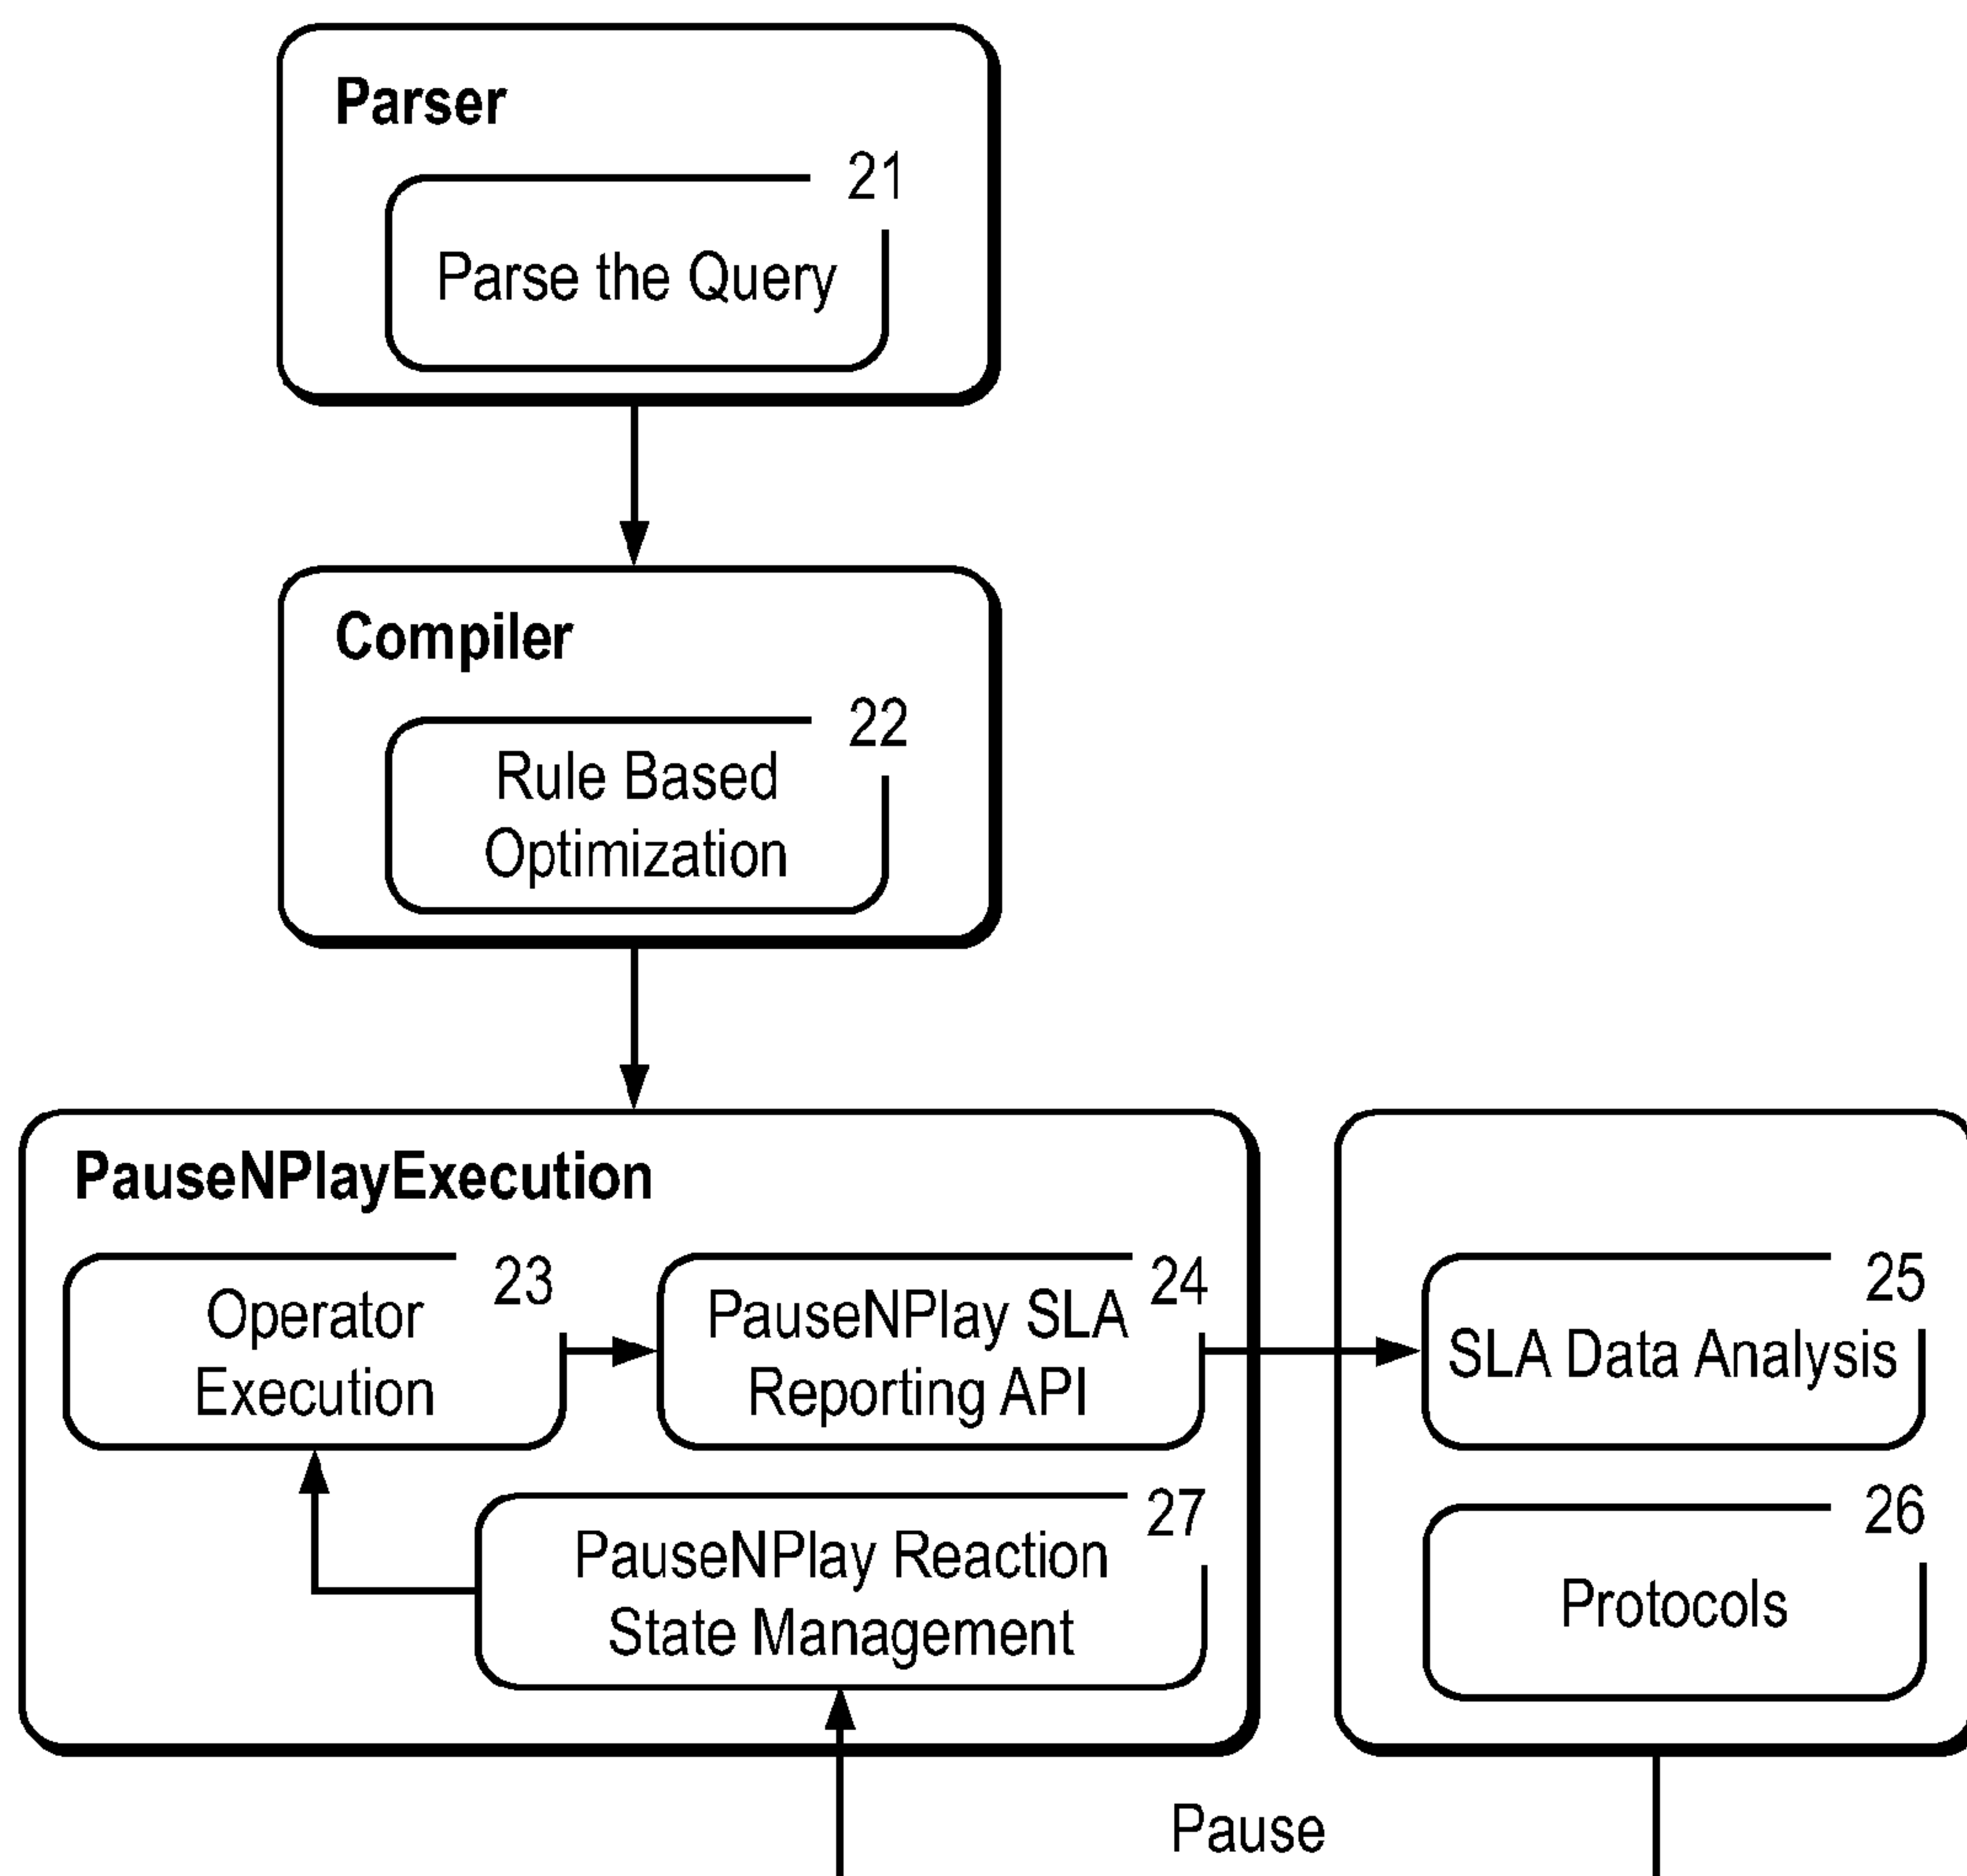 Parser
21
Parse the Query
Compiler
22
Rule Based
Optimization
PauseNPlayExecution
23
Operator
Execution
24
PauseNPlay SLA
Reporting API
25
SLA Data Analysis
27
PauseNPlay Reaction
State Management
26
Protocols
Pause